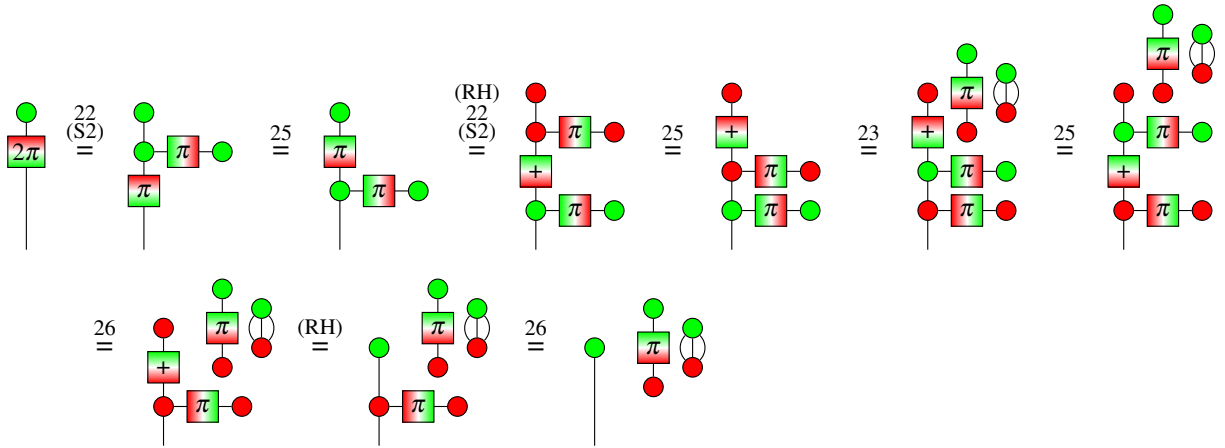 2π 22 (S2) = π π 25 = π π (RH) 22 (S2) = π + π 25 = + π π 23 = + π π π 25 = π π + π
26 = + π π (RH) = π π 26 = π